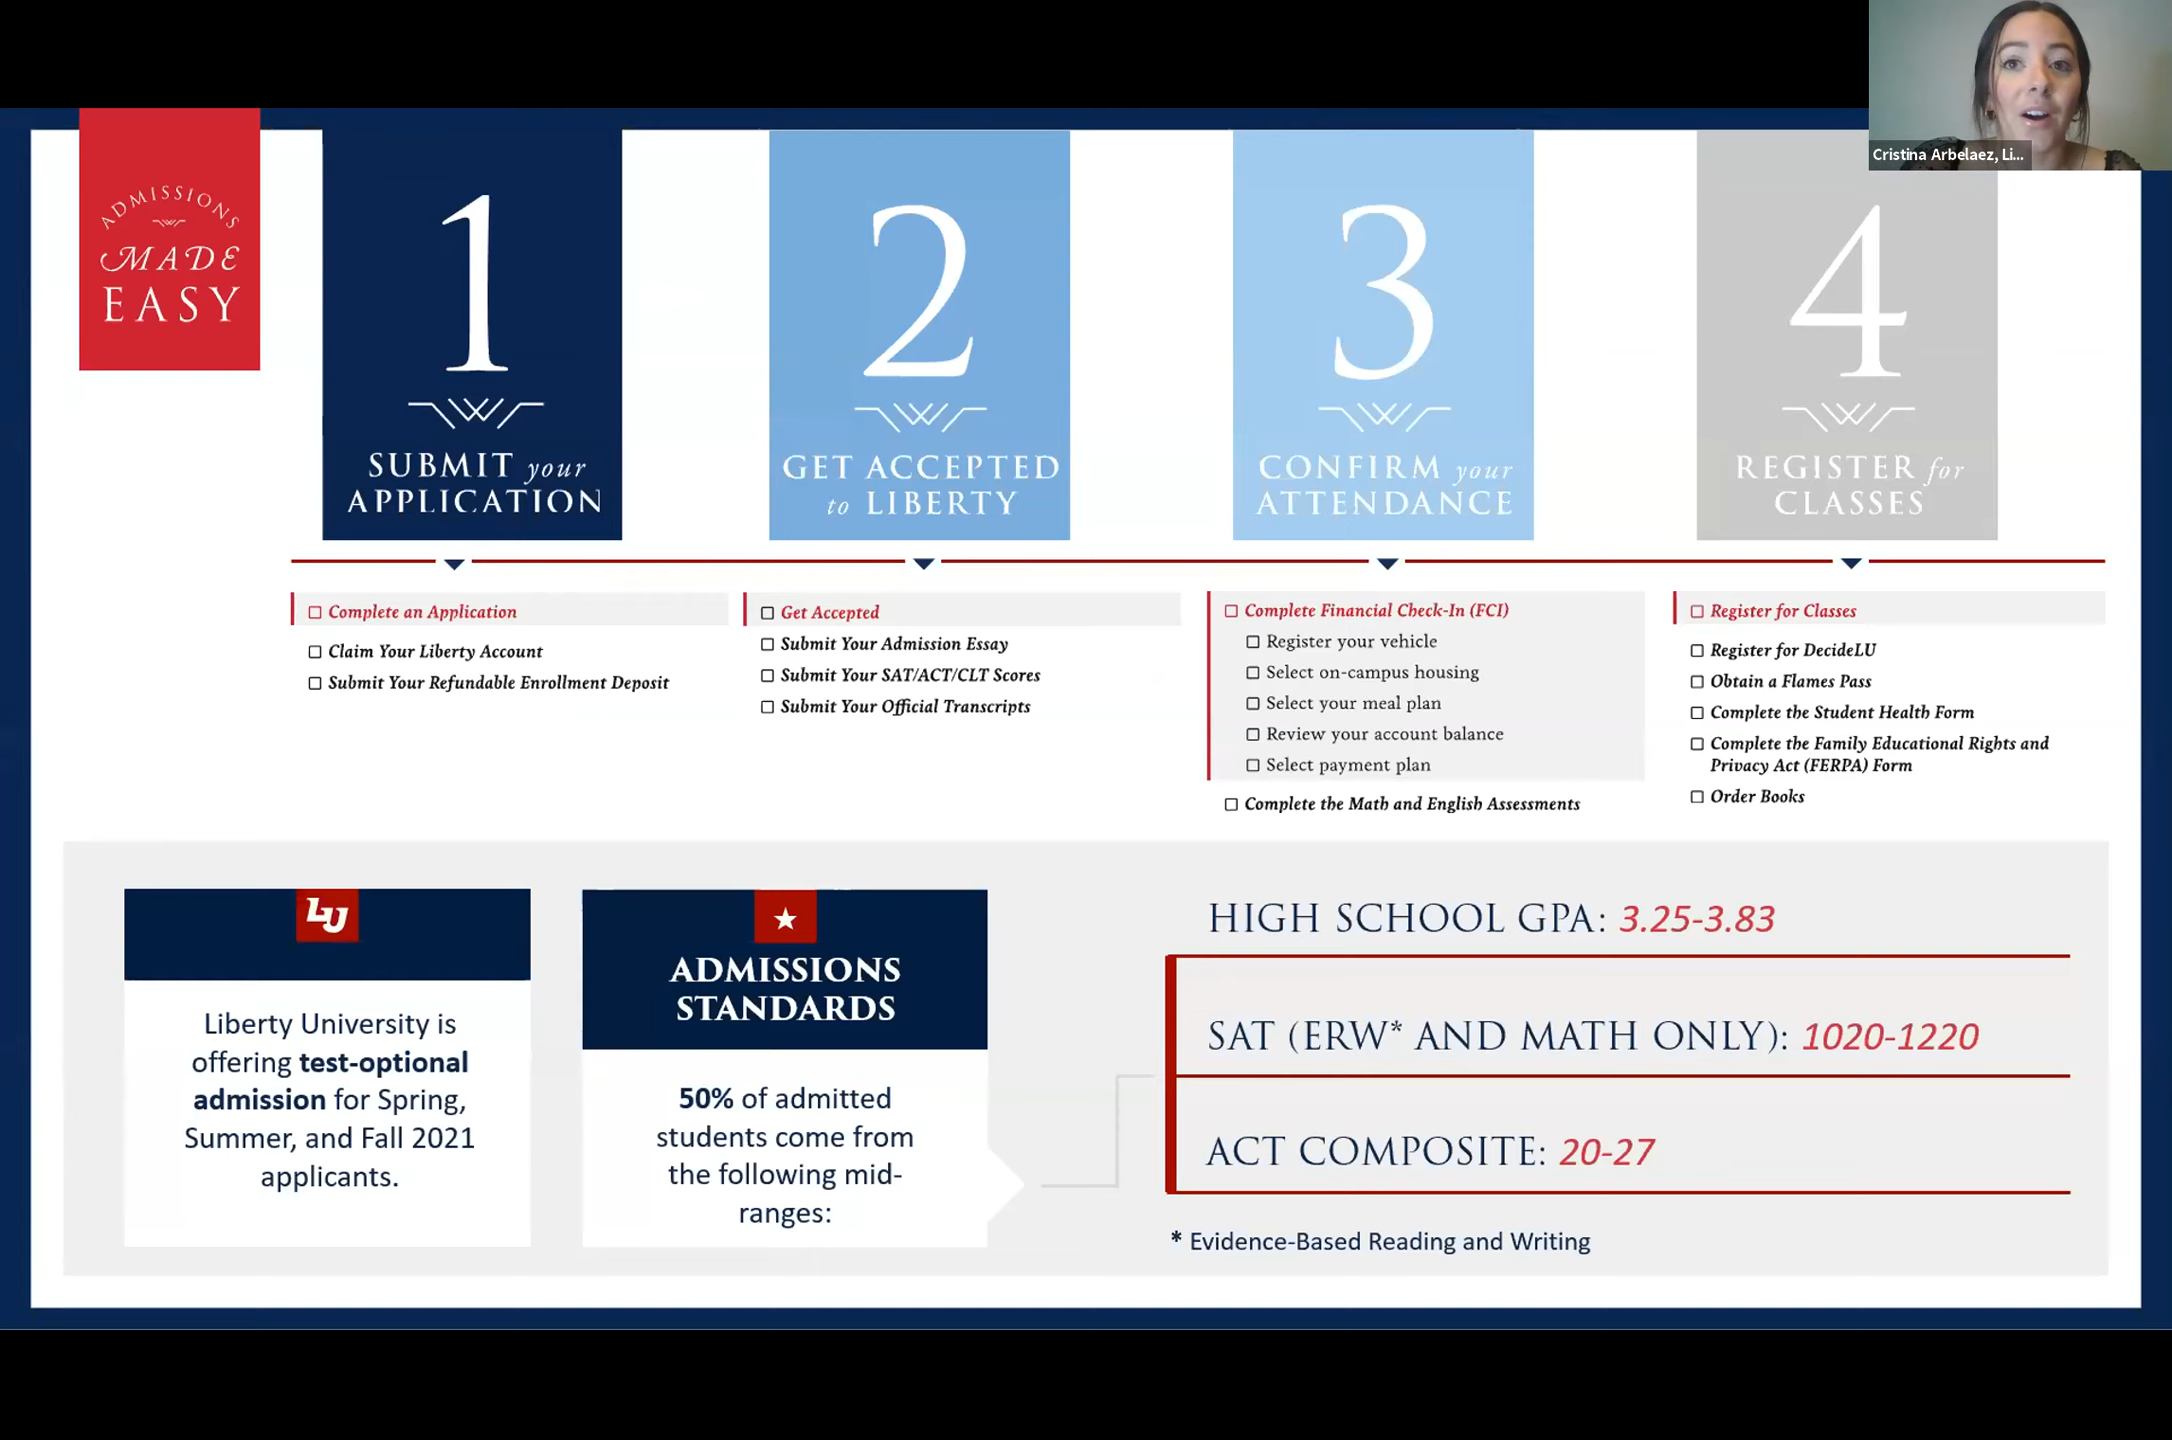 Cristina Arbelaez, Li...
ADMISSIONS
MADE
EASY
1
SUBMIT your
APPLICATION
2
GET ACCEPTED
to LIBERTY
3
CONFIRM your
ATTENDANCE
4
REGISTER for
CLASSES
Complete an Application
Claim Your Liberty Account
Submit Your Refundable Enrollment Deposit
Get Accepted
Submit Your Admission Essay
Submit Your SAT/ACT/CLT Scores
Submit Your Official Transcripts
Complete Financial Check-In (FCI)
Register your vehicle
Select on-campus housing
Select your meal plan
Review your account balance
Select payment plan
Complete the Math and English Assessments
Register for Classes
Register for DecideLU
Obtain a Flames Pass
Complete the Student Health Form
Complete the Family Educational Rights and
Privacy Act (FERPA) Form
Order Books
LU
Liberty University is
offering test-optional
admission for Spring,
Summer, and Fall 2021
applicants.
ADMISSIONS
STANDARDS
50% of admitted
students come from
the following mid-
ranges:
HIGH SCHOOL GPA: 3.25-3.83
SAT (ERW* AND MATH ONLY): 1020-1220
ACT COMPOSITE: 20-27
* Evidence-Based Reading and Writing